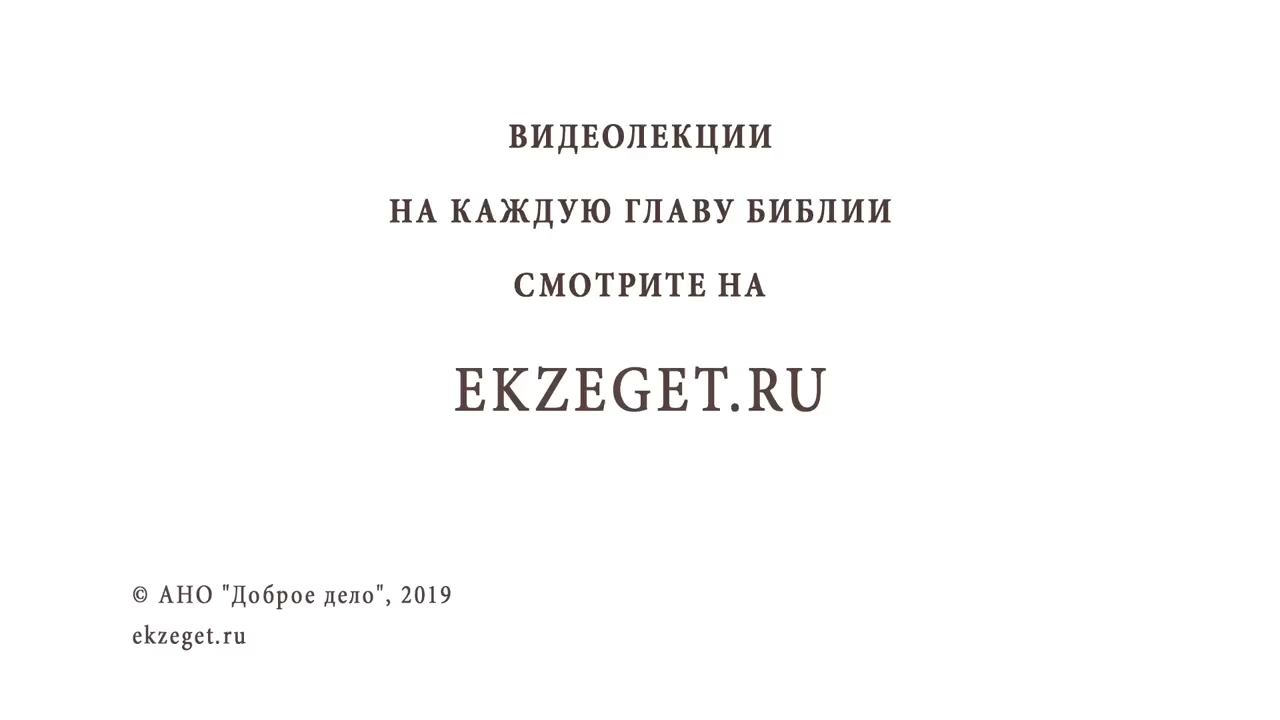 ВИДЕОЛЕКЦИИ
НА КАЖДУЮ ГЛАВУ БИБЛИИ
СМОТРИТЕ НА
EKZEGET.RU
© АНО "Доброе дело", 2019
ekzeget.ru